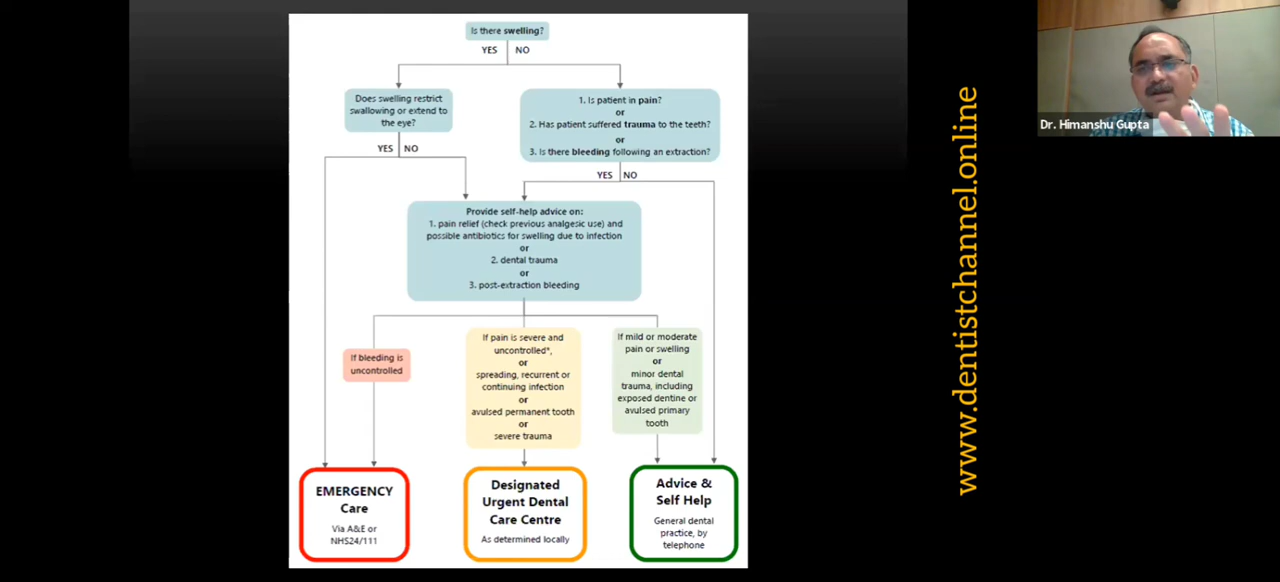 Is there swelling?
YES NO
Does swelling restrict
swallowing or extend to
the eye?
1. Is patient in pain?
or
2. Has patient suffered trauma to the teeth?
or
3. Is there bleeding following an extraction?
YES NO
YES NO
Provide self-help advice on:
1. pain relief (check previous analgesic use) and
possible antibiotics for swelling due to infection
or
2. dental trauma
or
3. post-extraction bleeding
If bleeding is
uncontrolled
If pain is severe and
uncontrolled*,
or
spreading, recurrent or
continuing infection
or
avulsed permanent tooth
or
severe trauma
If mild or moderate
pain or swelling
or
minor dental
trauma, including
exposed dentine or
avulsed primary
tooth
EMERGENCY
Care
Via A&E or
NHS24/111
Designated
Urgent Dental
Care Centre
As determined locally
Advice &
Self Help
General dental
practice, by
telephone
www.dentistchannel.online
Dr. Himanshu Gupta